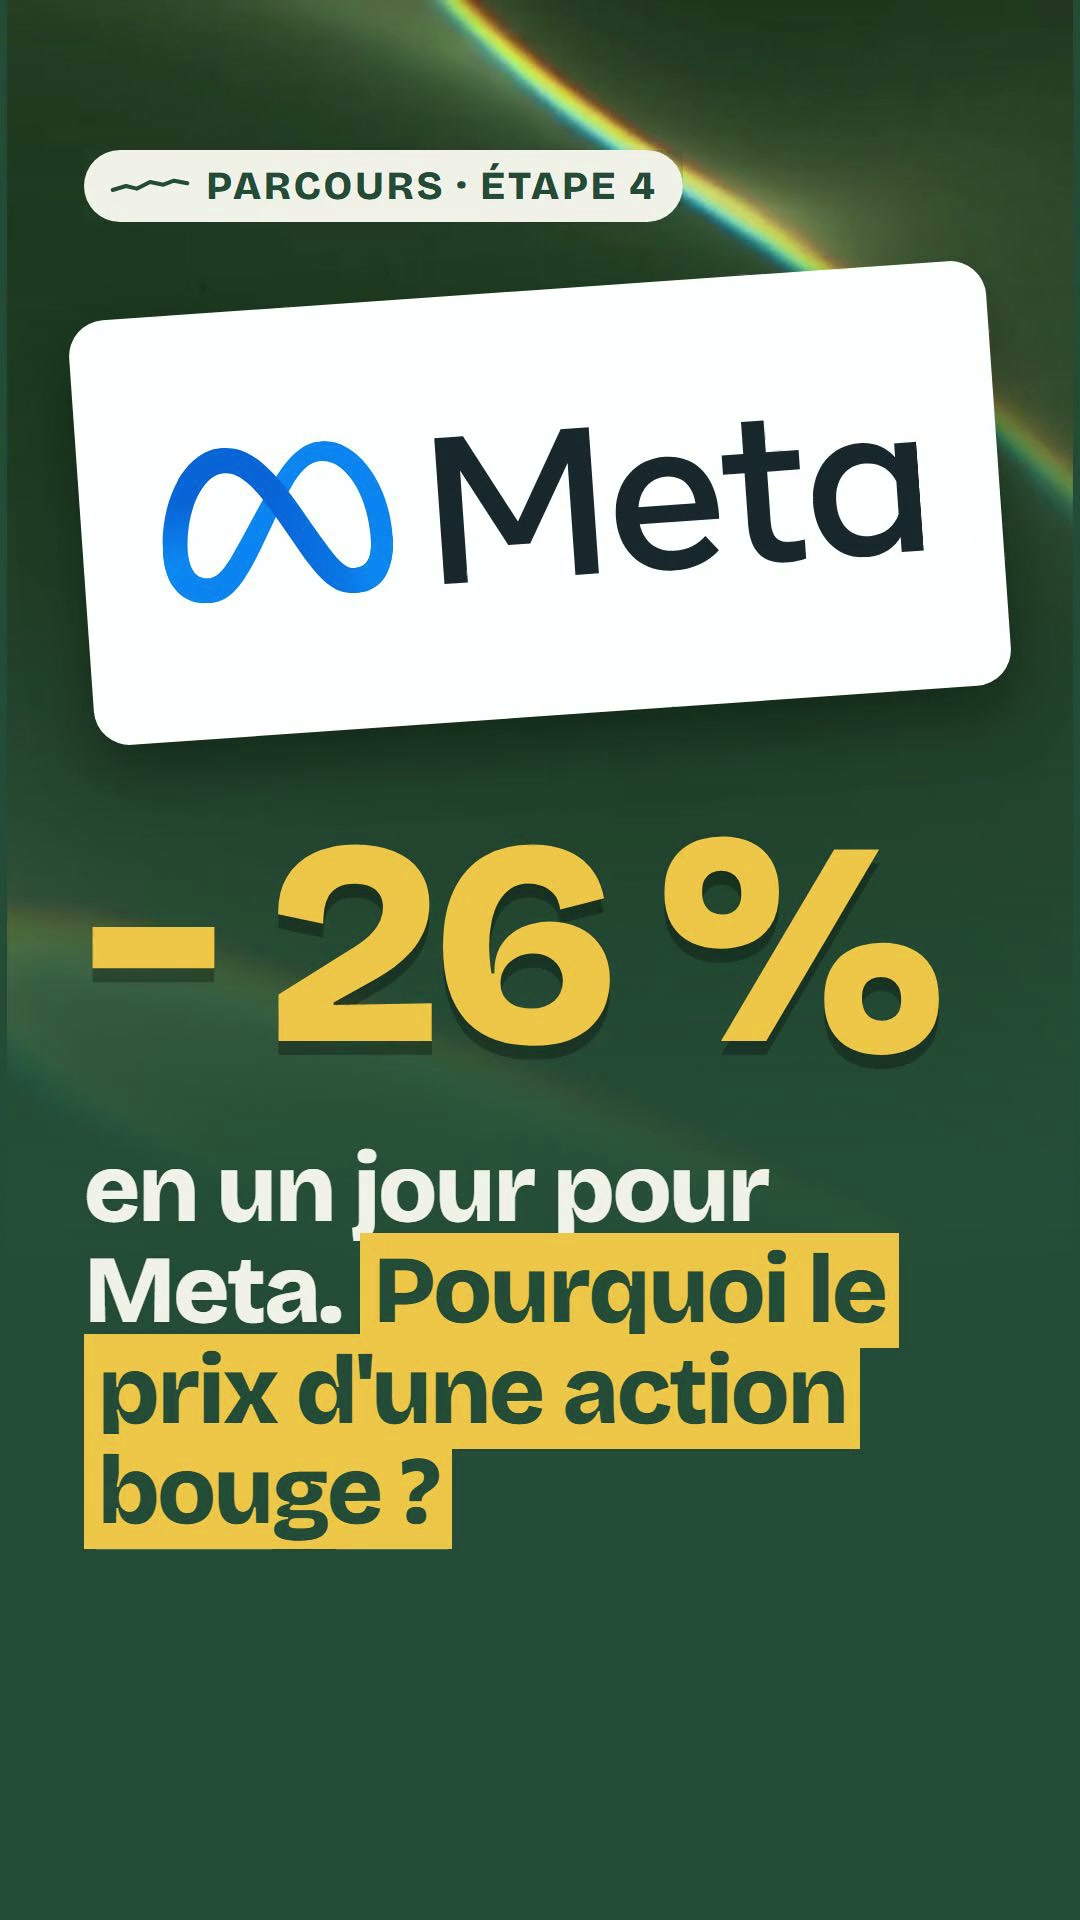 PARCOURS · ÉTAPE 4
Meta
- 26 %
en un jour pour
Meta. Pourquoi le
prix d'une action
bouge ?